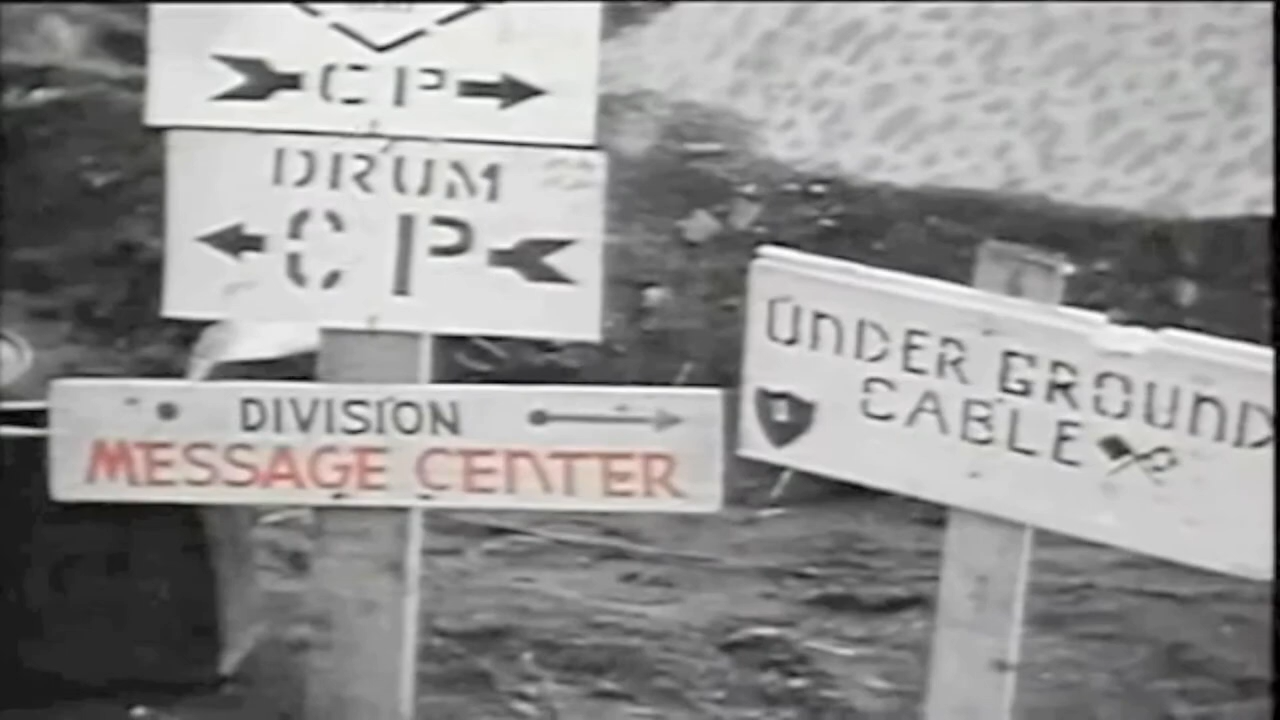 CP
DRUM
CP
DIVISION
MESSAGE CENTER
UNDER GROUND
CABLE